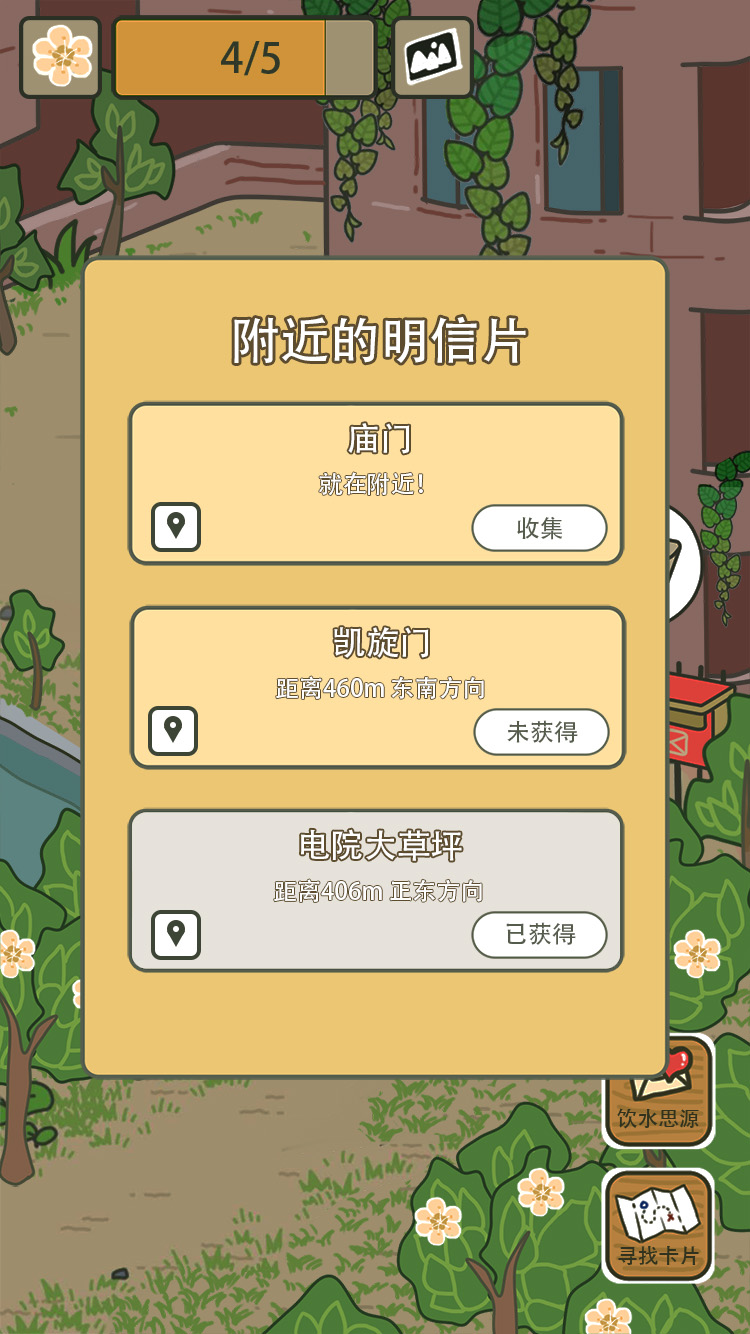 4/5
附近的明信片
庙门
就在附近!
收集
凯旋门
距离460m 东南方向
未获得
电院大草坪
距离406m 正东方向
已获得
饮水思源
寻找卡片